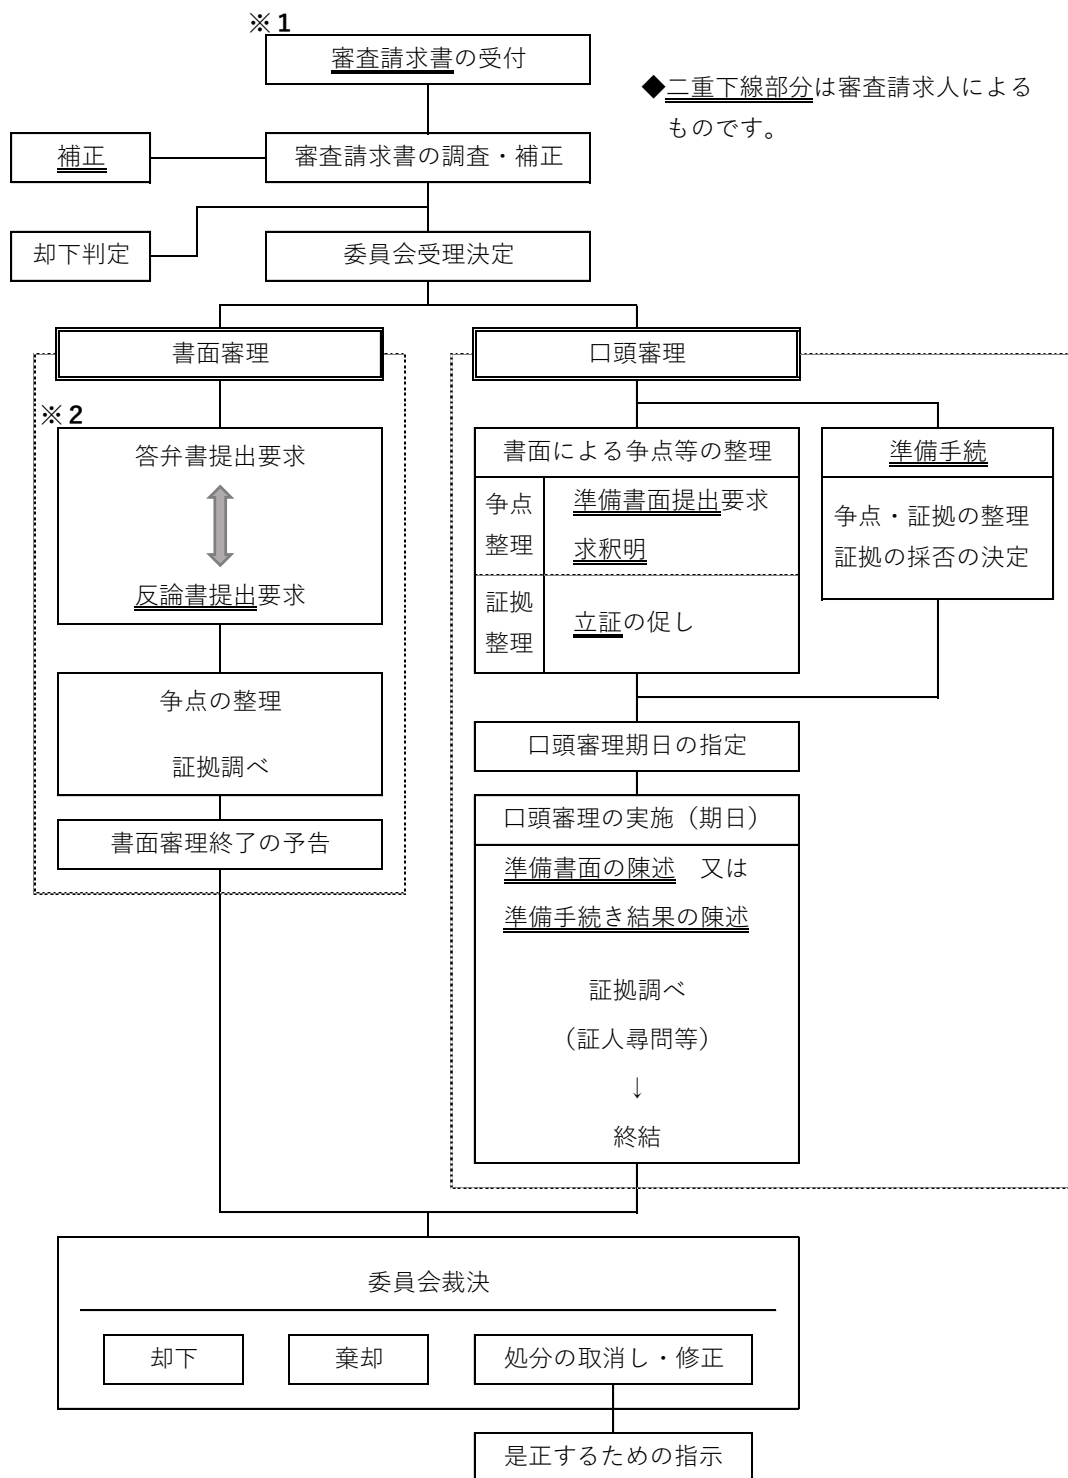 ※1
審査請求書の受付
◆二重下線部分は審査請求人による
ものです。
補正
審査請求書の調査・補正
却下判定
委員会受理決定
書面審理
※2
答弁書提出要求
反論書提出要求
争点の整理
証拠調べ
書面審理終了の予告
口頭審理
書面による争点等の整理
争点
整理
準備書面提出要求
求釈明
証拠
整理
立証の促し
準備手続
争点・証拠の整理
証拠の採否の決定
口頭審理期日の指定
口頭審理の実施（期日）
準備書面の陳述　又は
準備手続き結果の陳述
証拠調べ
（証人尋問等）
↓
終結
委員会裁決
却下
棄却
処分の取消し・修正
是正するための指示